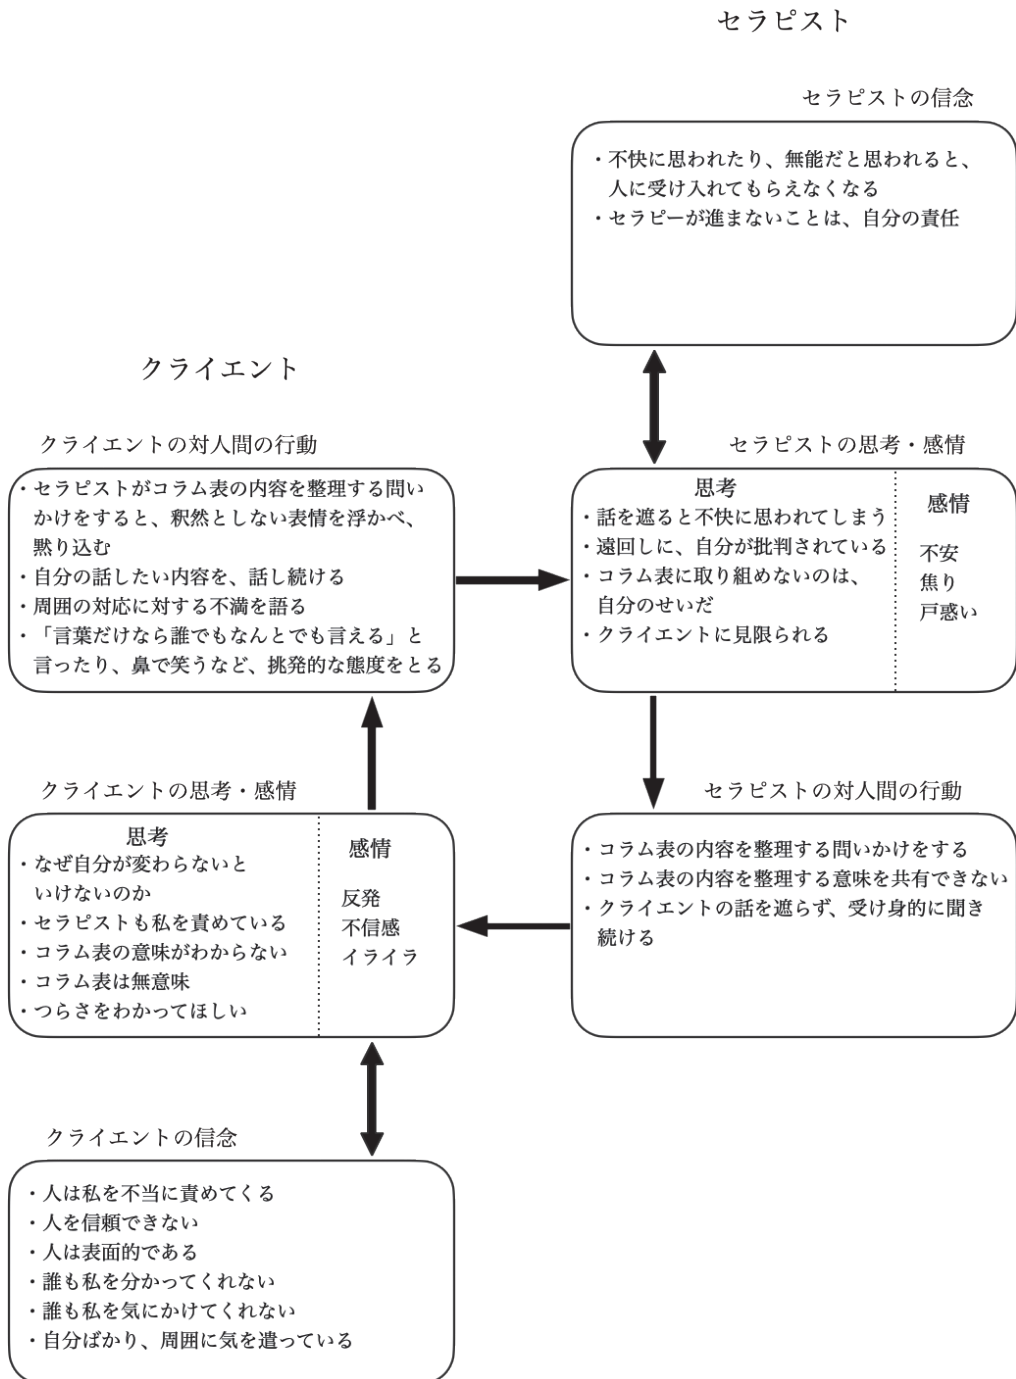 セラピスト
セラピストの信念
・不快に思われたり、無能だと思われると、
人に受け入れてもらえなくなる
・セラピーが進まないことは、自分の責任
クライエント
クライエントの対人間の行動
・セラピストがコラム表の内容を整理する問い
かけをすると、釈然としない表情を浮かべ、
黙り込む
・自分の話したい内容を、話し続ける
・周囲の対応に対する不満を語る
・「言葉だけなら誰でもなんとでも言える」と
言ったり、鼻で笑うなど、挑発的な態度をとる
セラピストの思考・感情
思考
・話を遮ると不快に思われてしまう
・遠回しに、自分が批判されている
・コラム表に取り組めないのは、
自分のせいだ
・クライエントに見限られる
感情
不安
焦り
戸惑い
クライエントの思考・感情
思考
・なぜ自分が変わらないと
いけないのか
・セラピストも私を責めている
・コラム表の意味がわからない
・コラム表は無意味
・つらさをわかってほしい
感情
反発
不信感
イライラ
セラピストの対人間の行動
・コラム表の内容を整理する問いかけをする
・コラム表の内容を整理する意味を共有できない
・クライエントの話を遮らず、受け身的に聞き
続ける
クライエントの信念
・人は私を不当に責めてくる
・人を信頼できない
・人は表面的である
・誰も私を分かってくれない
・誰も私を気にかけてくれない
・自分ばかり、周囲に気を遣っている